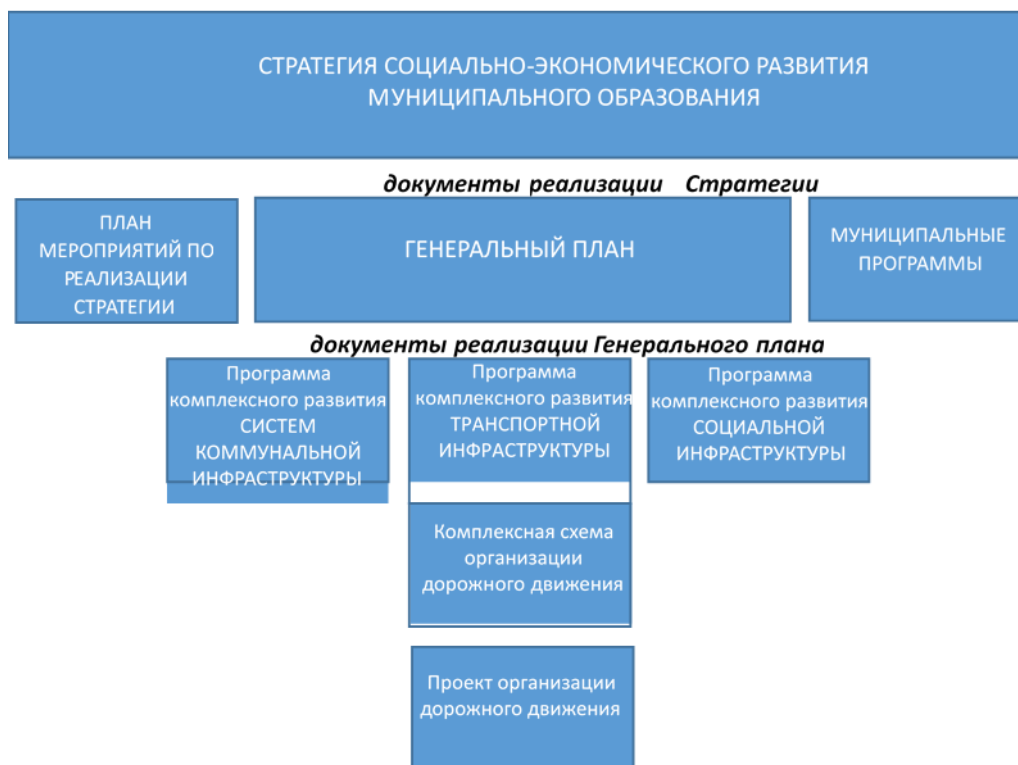 СТРАТЕГИЯ СОЦИАЛЬНО-ЭКОНОМИЧЕСКОГО РАЗВИТИЯ
МУНИЦИПАЛЬНОГО ОБРАЗОВАНИЯ
документы реализации Стратегии
ПЛАН
МЕРОПРИЯТИЙ ПО
РЕАЛИЗАЦИИ
СТРАТЕГИИ
ГЕНЕРАЛЬНЫЙ ПЛАН
МУНИЦИПАЛЬНЫЕ
ПРОГРАММЫ
документы реализации Генерального плана
Программа
комплексного развития
СИСТЕМ
КОММУНАЛЬНОЙ
ИНФРАСТРУКТУРЫ
Программа
комплексного развития
ТРАНСПОРТНОЙ
ИНФРАСТРУКТУРЫ
Программа
комплексного развития
СОЦИАЛЬНОЙ
ИНФРАСТРУКТУРЫ
Комплексная схема
организации
дорожного движения
Проект организации
дорожного движения